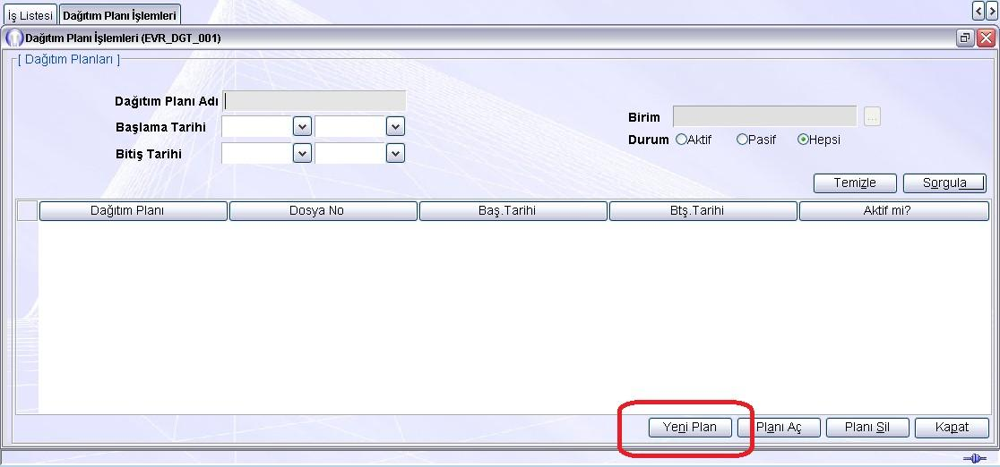 İş Listesi Dağıtım Planı İşlemleri
Dağıtım Planı İşlemleri (EVR_DGT_001)
[ Dağıtım Planları ]
Dağıtım Planı Adı
Başlama Tarihi
Birim ...
Durum Aktif Pasif Hepsi
Bitiş Tarihi
Temizle Sorgula
Dağıtım Planı Dosya No Baş.Tarihi Btş.Tarihi Aktif mi?
Yeni Plan Planı Aç Planı Sil Kapat